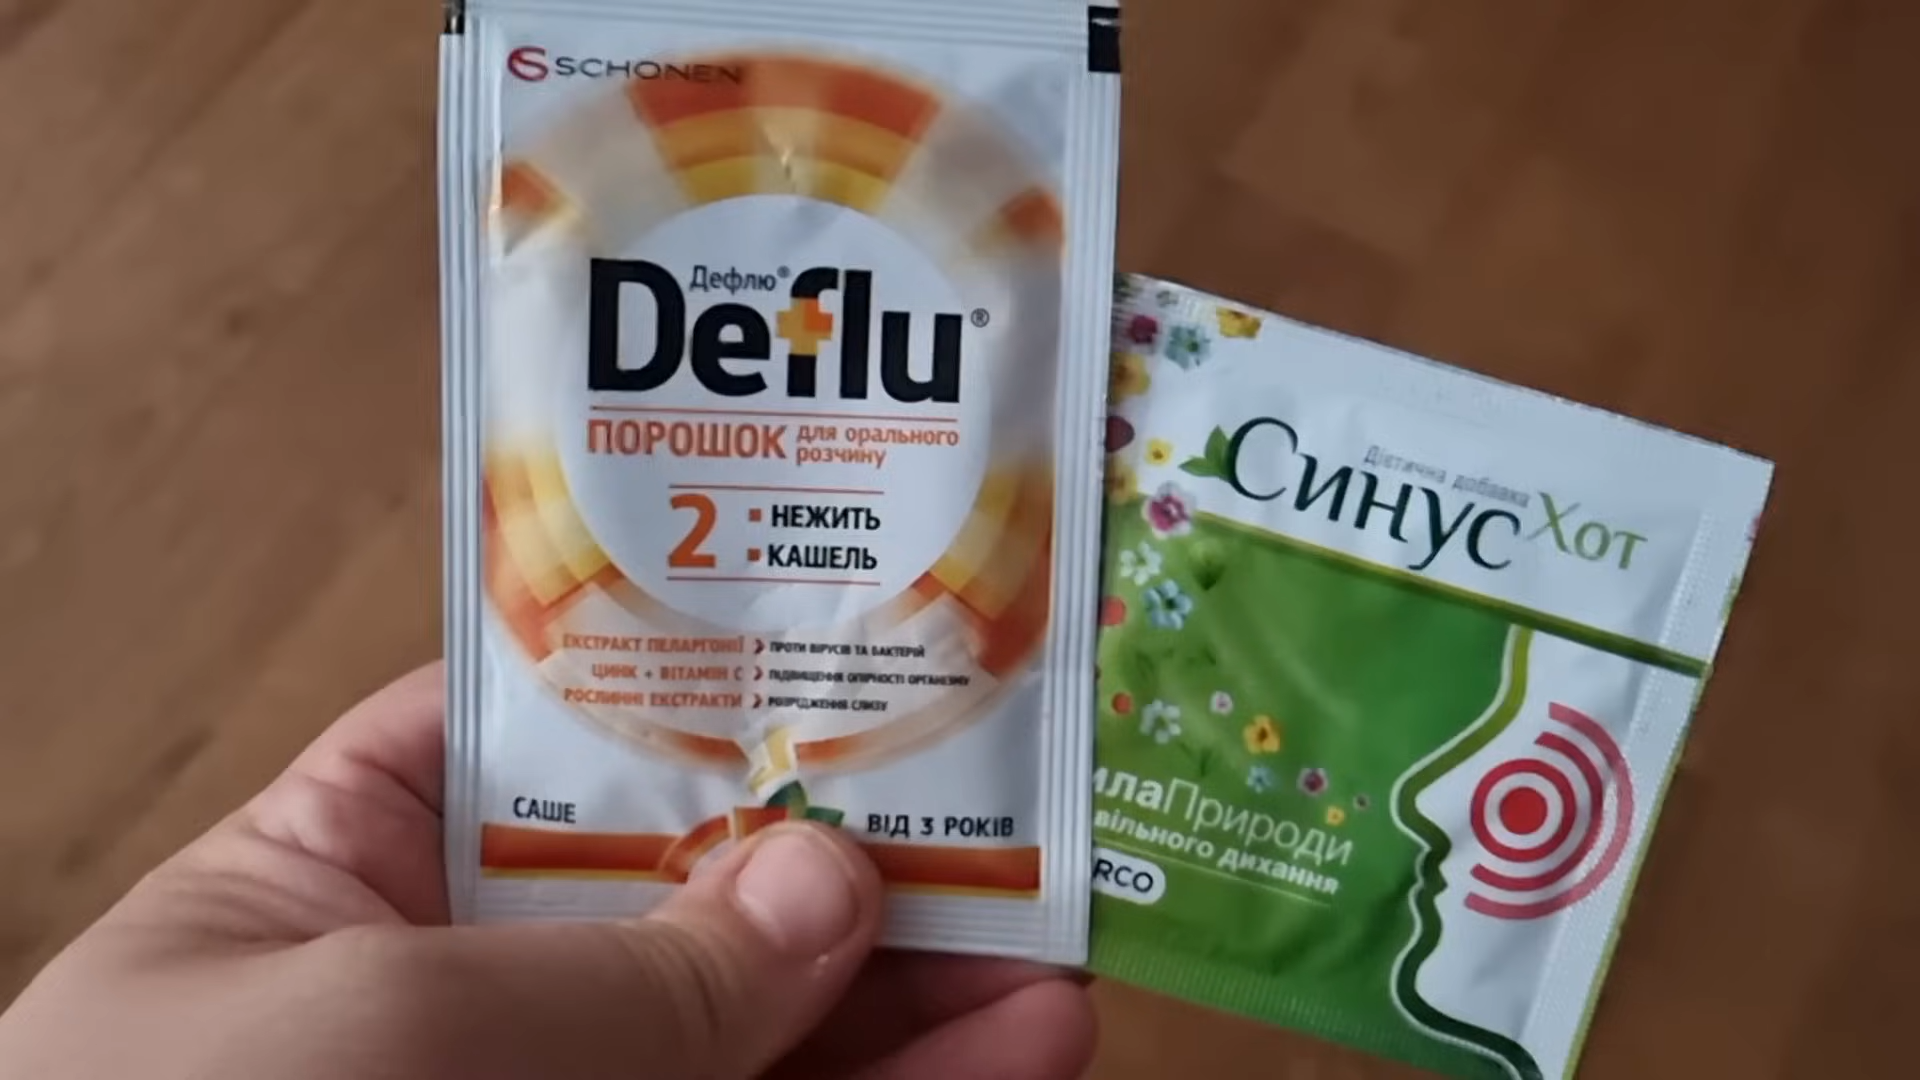 SCHONEN
Дефлю®
Deflu®
ПОРОШОК для орального
розчину
2 ▪ НЕЖИТЬ
▪ КАШЕЛЬ
ЕКСТРАКТ ПЕЛАРГОНІЇ > ПРОТИ ВІРУСІВ ТА БАКТЕРІЙ
ЦИНК + ВІТАМІН С > ПІДВИЩЕННЯ ОПІРНОСТІ ОРГАНІЗМУ
РОСЛИННІ ЕКСТРАКТИ > РОЗРІДЖЕННЯ СЛИЗУ
САШЕ
ВІД 3 РОКІВ
Дієтична добавка
Синус Хот
илаПрироди
вільного дихання
RCO